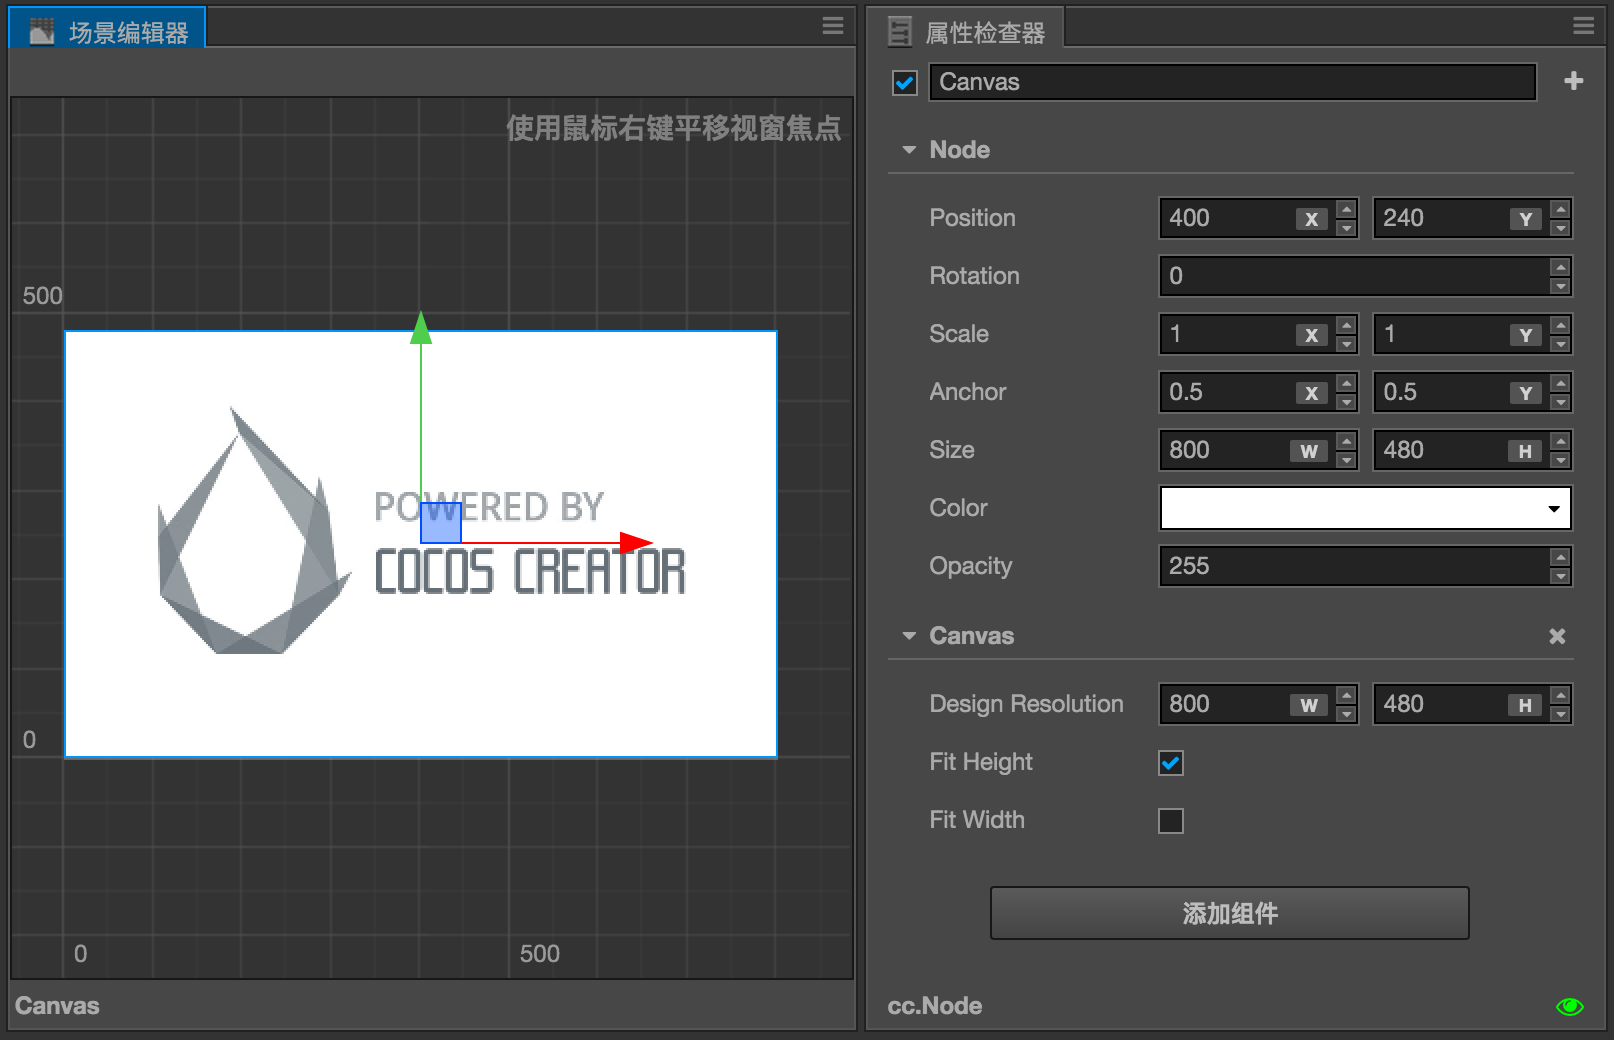 场景编辑器
使用鼠标右键平移视窗焦点
500
0
POWERED BY
COCOS CREATOR
0 500
Canvas
属性检查器
Canvas
Node
Position 400 X 240 Y
Rotation 0
Scale 1 X 1 Y
Anchor 0.5 X 0.5 Y
Size 800 W 480 H
Color
Opacity 255
Canvas
Design Resolution 800 W 480 H
Fit Height
Fit Width
添加组件
cc.Node